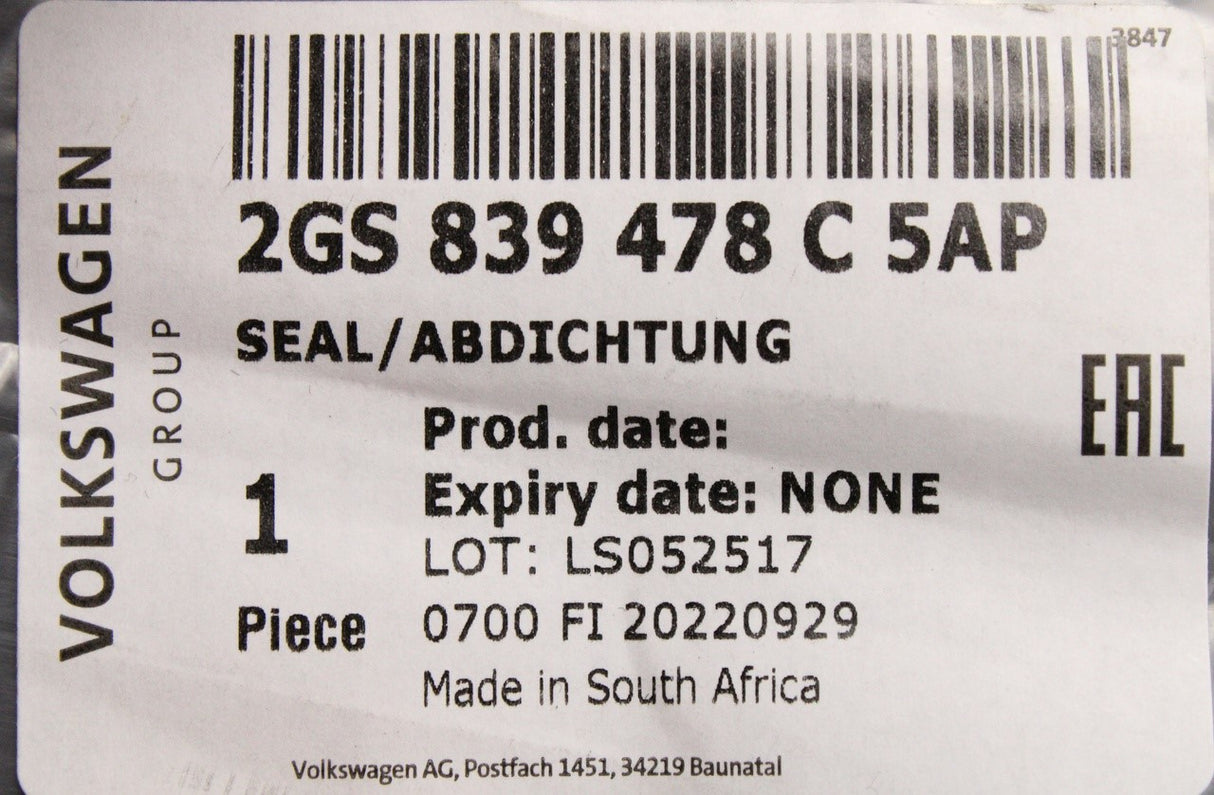 3847
VOLKSWAGEN
GROUP
2GS 839 478 C 5AP
SEAL/ABDICHTUNG
EAC
Prod. date:
1
Expiry date: NONE
LOT: LS052517
Piece
0700 FI 20220929
Made in South Africa
Volkswagen AG, Postfach 1451, 34219 Baunatal